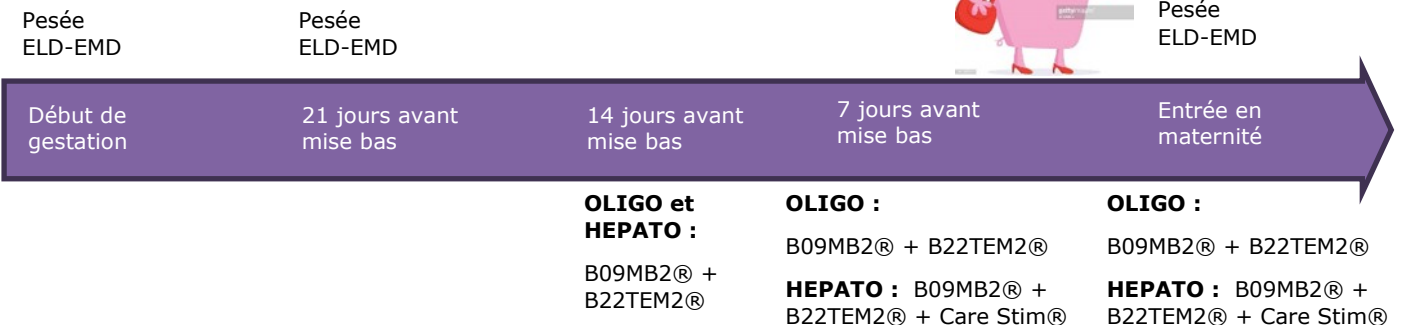 Pesée
ELD-EMD
Pesée
ELD-EMD
Pesée
ELD-EMD
Début de
gestation
21 jours avant
mise bas
14 jours avant
mise bas
7 jours avant
mise bas
Entrée en
maternité
OLIGO et
HEPATO :
B09MB2® +
B22TEM2®
OLIGO :
B09MB2® + B22TEM2®
HEPATO : B09MB2® +
B22TEM2® + Care Stim®
OLIGO :
B09MB2® + B22TEM2®
HEPATO : B09MB2® +
B22TEM2® + Care Stim®